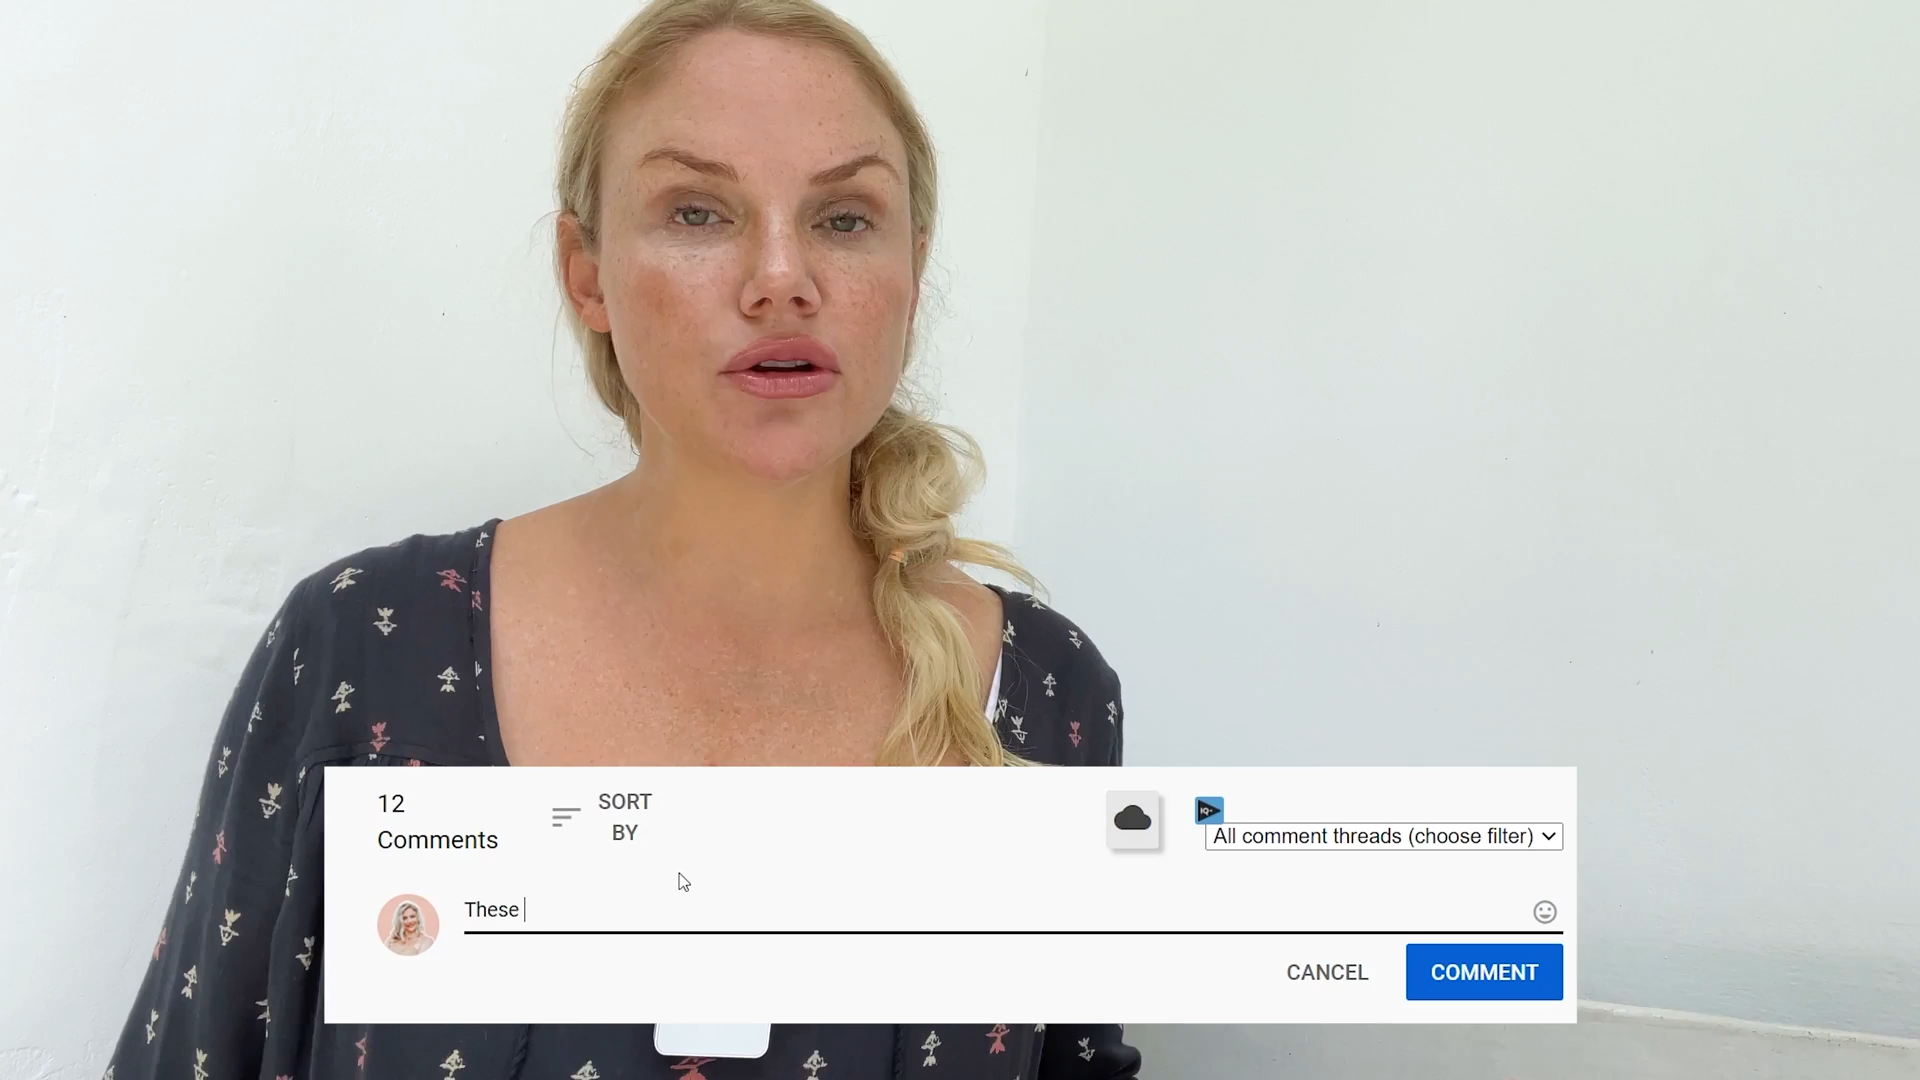 12
Comments
SORT
BY
All comment threads (choose filter)
These
CANCEL
COMMENT